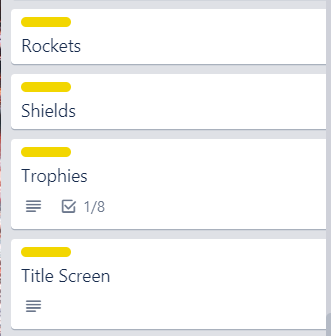 Rockets
Shields
Trophies
1/8
Title Screen